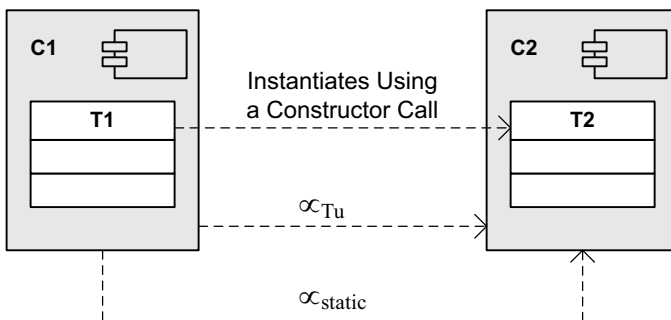 C1
C2
Instantiates Using
a Constructor Call
T1
T2
∝Tu
∝static